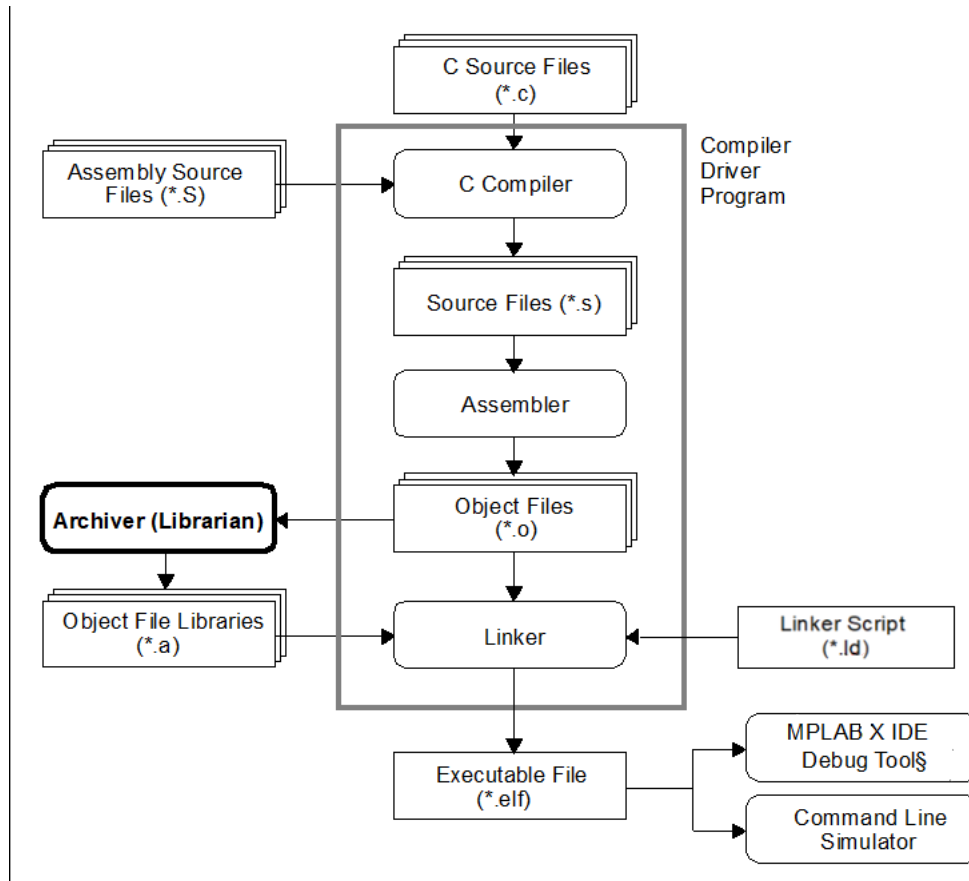 C Source Files
(*.c)
Compiler
Driver
Program
Assembly Source
Files (*.S)
C Compiler
Source Files (*.s)
Assembler
Archiver (Librarian)
Object Files
(*.o)
Object File Libraries
(*.a)
Linker
Linker Script
(*.ld)
Executable File
(*.elf)
MPLAB X IDE
Debug Tool§
Command Line
Simulator